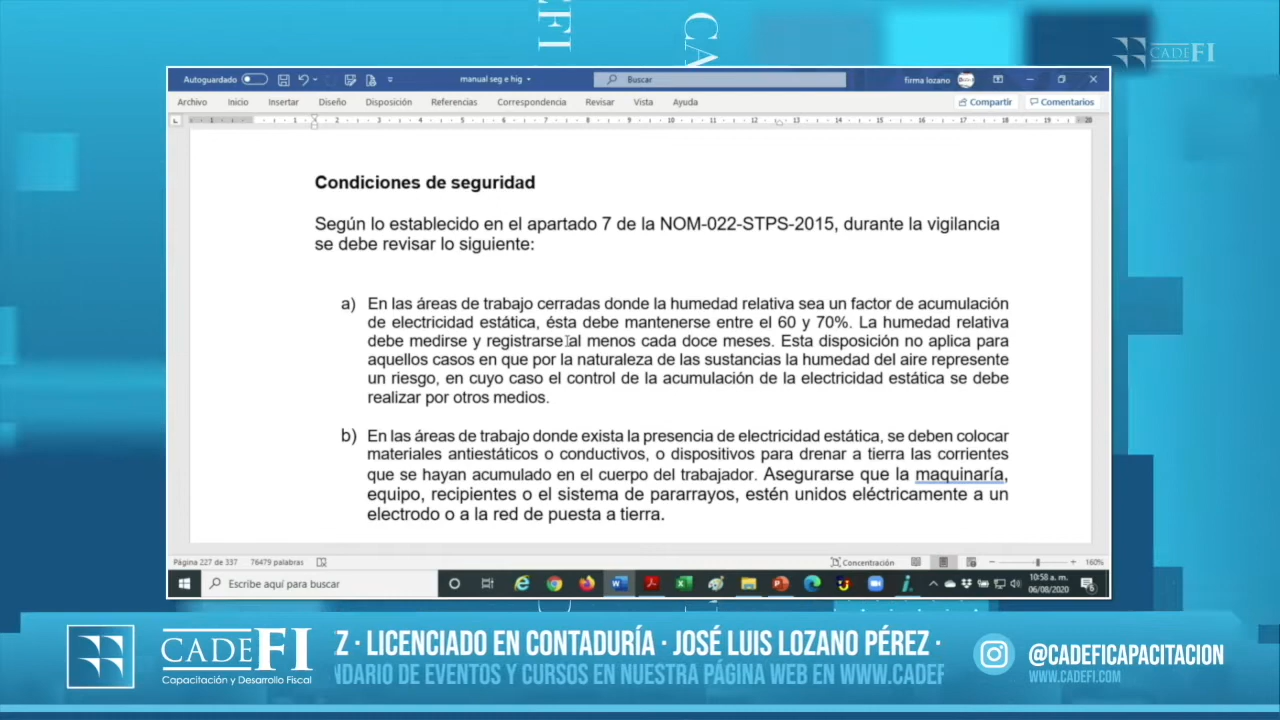 CADEFI
Autoguardado
manual seg e hig
Buscar
firma lozano
Archivo Inicio Insertar Diseño Disposición Referencias Correspondencia Revisar Vista Ayuda Compartir Comentarios
Condiciones de seguridad
Según lo establecido en el apartado 7 de la NOM-022-STPS-2015, durante la vigilancia
se debe revisar lo siguiente:
a) En las áreas de trabajo cerradas donde la humedad relativa sea un factor de acumulación
de electricidad estática, ésta debe mantenerse entre el 60 y 70%. La humedad relativa
debe medirse y registrarse al menos cada doce meses. Esta disposición no aplica para
aquellos casos en que por la naturaleza de las sustancias la humedad del aire represente
un riesgo, en cuyo caso el control de la acumulación de la electricidad estática se debe
realizar por otros medios.
b) En las áreas de trabajo donde exista la presencia de electricidad estática, se deben colocar
materiales antiestáticos o conductivos, o dispositivos para drenar a tierra las corrientes
que se hayan acumulado en el cuerpo del trabajador. Asegurarse que la maquinaría,
equipo, recipientes o el sistema de pararrayos, estén unidos eléctricamente a un
electrodo o a la red de puesta a tierra.
Página 227 de 337 76479 palabras Concentración 160%
Escribe aquí para buscar
10:58 a. m.
06/08/2020
CADEFI
Capacitación y Desarrollo Fiscal
Z · LICENCIADO EN CONTADURÍA · JOSÉ LUIS LOZANO PÉREZ ·
NDARIO DE EVENTOS Y CURSOS EN NUESTRA PÁGINA WEB EN WWW.CADEF
@CADEFICAPACITACION
WWW.CADEFI.COM